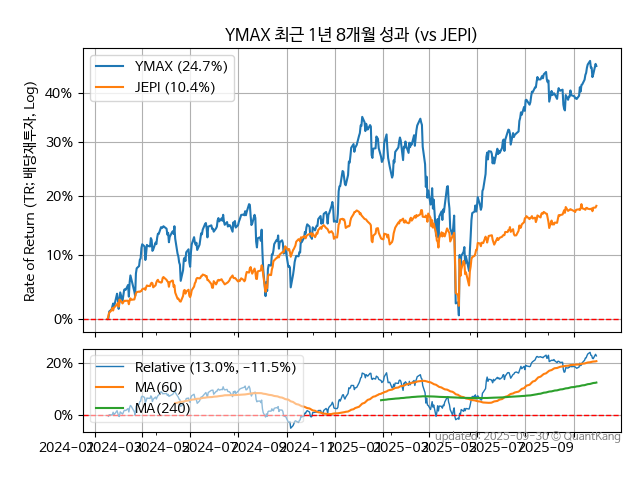 YMAX 최근 1년 8개월 성과 (vs JEPI)
Rate of Return (TR: 배당재투자, Log)
YMAX (24.7%)
JEPI (10.4%)
40%
30%
20%
10%
0%
Relative (13.0%, −11.5%)
MA(60)
MA(240)
20%
0%
2024-01 2024-03 2024-05 2024-07 2024-09 2024-11 2025-01 2025-03 2025-05 2025-07 2025-09
updated: 2025-09-30 © QuantKang